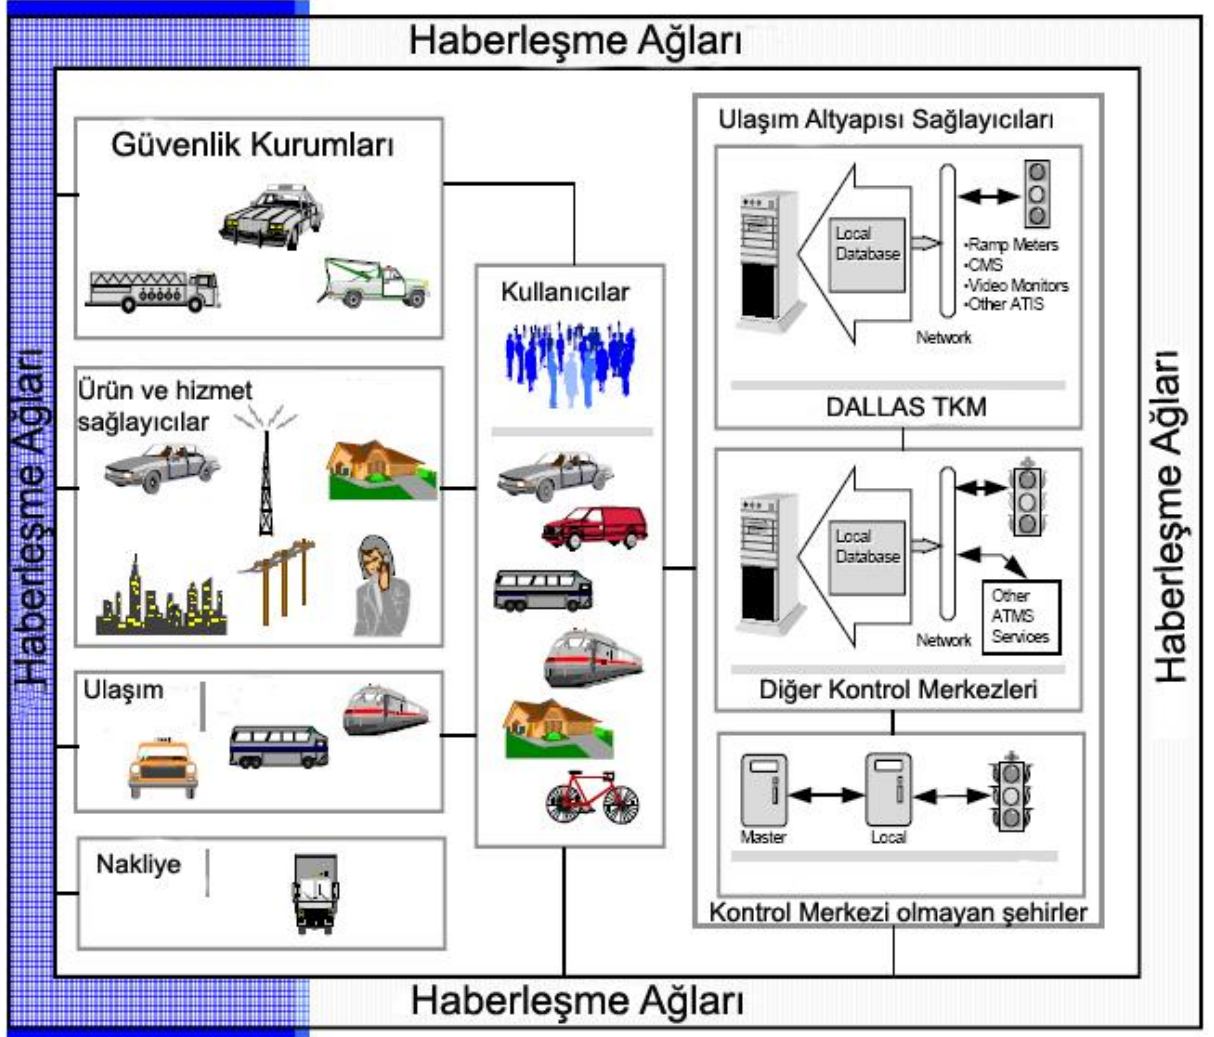 Haberleşme Ağları
Haberleşme Ağları
Güvenlik Kurumları
Ürün ve hizmet
sağlayıcılar
Ulaşım
Nakliye
Kullanıcılar
Ulaşım Altyapısı Sağlayıcıları
Local
Database
•Ramp Meters
•CMS
•Video Monitors
•Other ATIS
Network
DALLAS TKM
Local
Database
Other
ATMS
Services
Network
Diğer Kontrol Merkezleri
Master
Local
Kontrol Merkezi olmayan şehirler
Haberleşme Ağları
Haberleşme Ağları